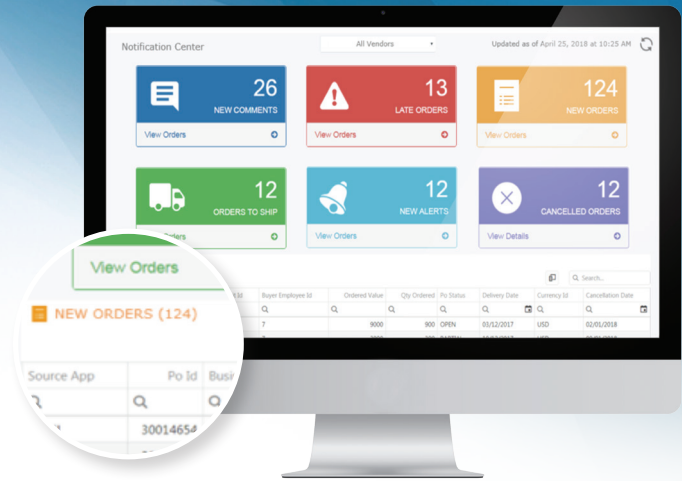 Notification Center
All Vendors
Updated as of April 25, 2018 at 10:25 AM
26
NEW COMMENTS
View Orders
13
LATE ORDERS
View Orders
124
NEW ORDERS
View Orders
12
ORDERS TO SHIP
Orders
12
NEW ALERTS
View Orders
12
CANCELLED ORDERS
View Details
Search...
Id Buyer Employee Id Ordered Value Qty Ordered Po Status Delivery Date Currency Id Cancellation Date
7 9000 900 OPEN 03/12/2017 USD 02/01/2018
View Orders
NEW ORDERS (124)
Source App Po Id Busi
30014654